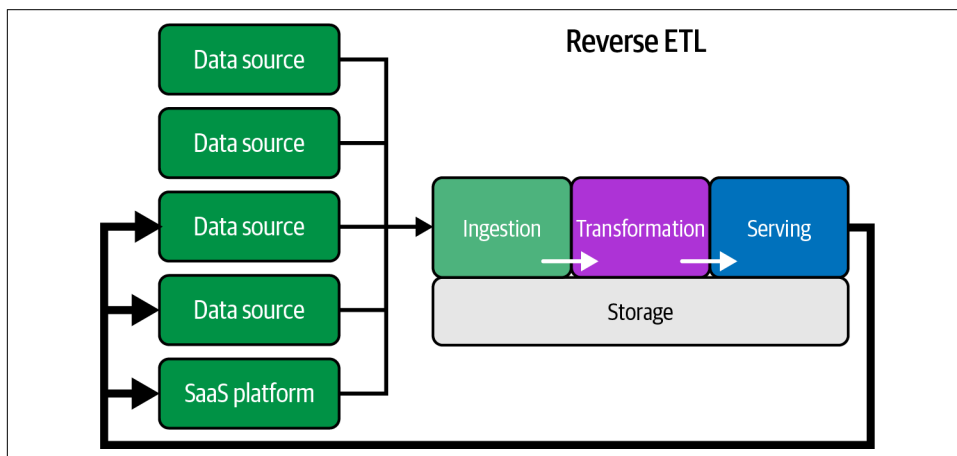 Reverse ETL
Data source
Data source
Data source
Data source
SaaS platform
Ingestion
Transformation
Serving
Storage